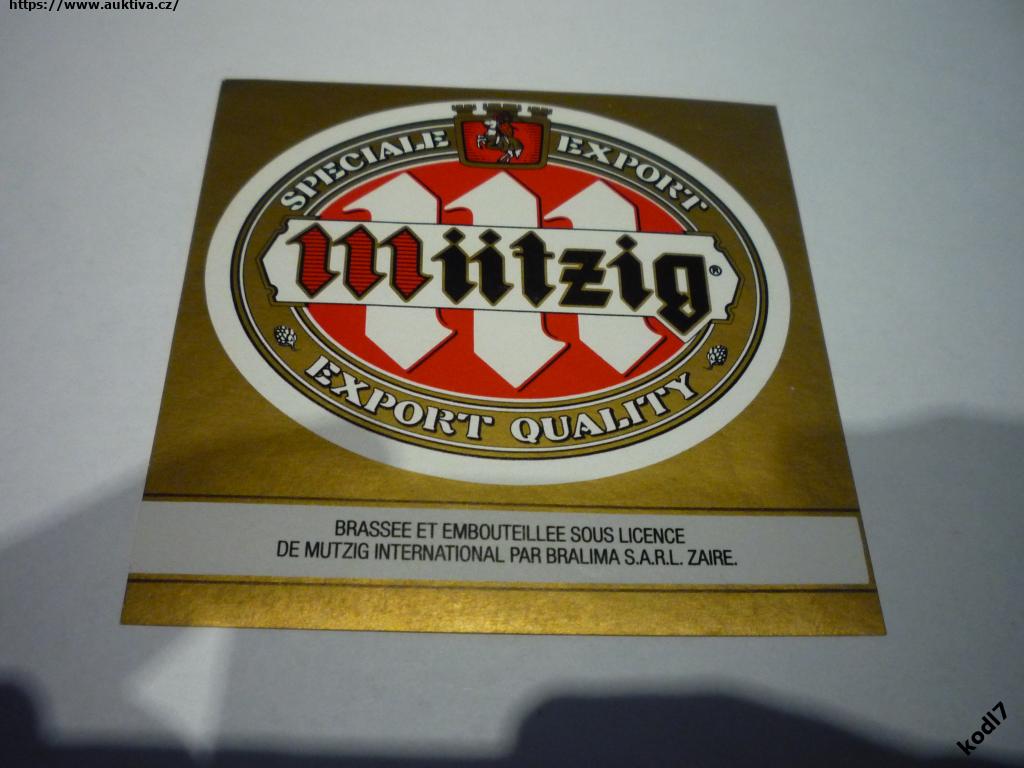 https://www.auktiva.cz/
SPECIALE EXPORT
Mützig®
EXPORT QUALITY
BRASSEE ET EMBOUTEILLEE SOUS LICENCE
DE MUTZIG INTERNATIONAL PAR BRALIMA S.A.R.L. ZAIRE.
kodl7